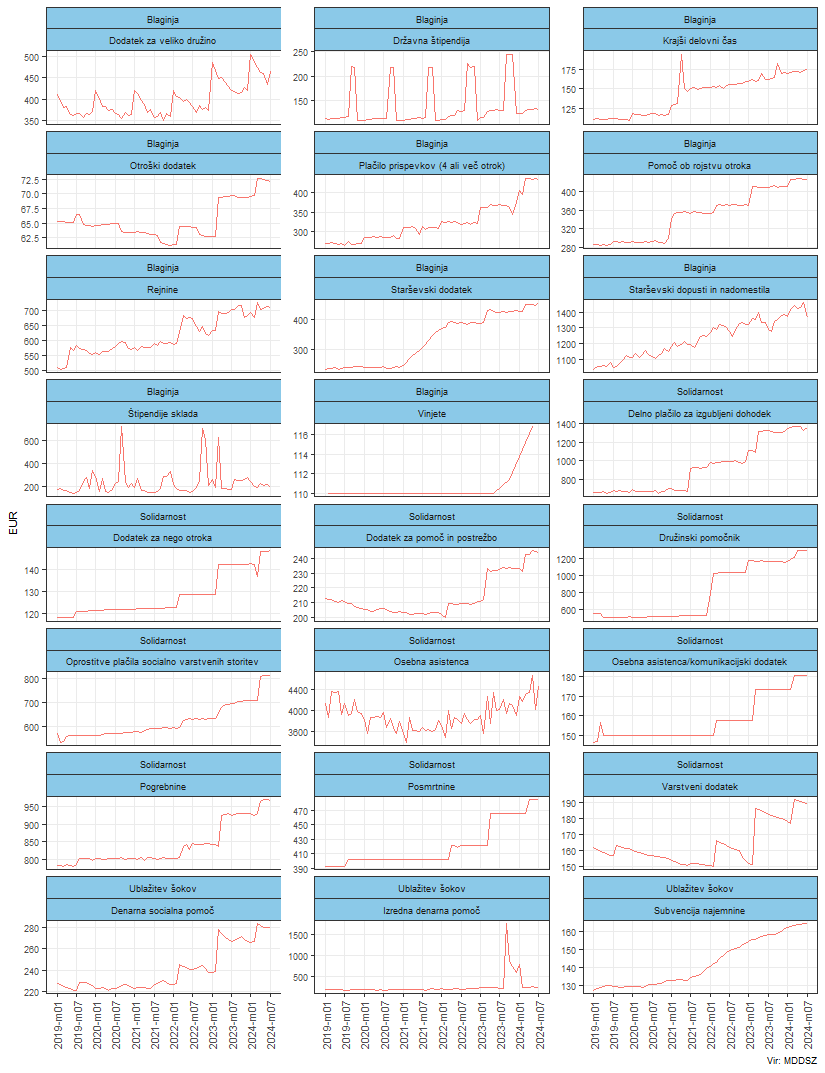 Blaginja
Blaginja
Blaginja
Dodatek za veliko družino
Državna štipendija
Krajši delovni čas
500
450
400
350
250
200
150
175
150
125
Blaginja
Blaginja
Blaginja
Otroški dodatek
Plačilo prispevkov (4 ali več otrok)
Pomoč ob rojstvu otroka
72.5
70.0
67.5
65.0
62.5
400
350
300
400
360
320
280
Blaginja
Blaginja
Blaginja
Rejnine
Starševski dodatek
Starševski dopusti in nadomestila
700
650
600
550
500
400
300
1400
1300
1200
1100
Blaginja
Blaginja
Solidarnost
Štipendije sklada
Vinjete
Delno plačilo za izgubljeni dohodek
600
400
200
116
114
112
110
1400
1200
1000
800
EUR
Solidarnost
Solidarnost
Solidarnost
Dodatek za nego otroka
Dodatek za pomoč in postrežbo
Družinski pomočnik
140
130
120
240
230
220
210
200
1200
1000
800
600
Solidarnost
Solidarnost
Solidarnost
Oprostitve plačila socialno varstvenih storitev
Osebna asistenca
Osebna asistenca/komunikacijski dodatek
800
700
600
4400
4000
3600
180
170
160
150
Solidarnost
Solidarnost
Solidarnost
Pogrebnine
Posmrtnine
Varstveni dodatek
950
900
850
800
470
450
430
410
390
190
180
170
160
150
Ublažitev šokov
Ublažitev šokov
Ublažitev šokov
Denarna socialna pomoč
Izredna denarna pomoč
Subvencija najemnine
280
260
240
220
1500
1000
500
160
150
140
130
2019-m01
2019-m07
2020-m01
2020-m07
2021-m01
2021-m07
2022-m01
2022-m07
2023-m01
2023-m07
2024-m01
2024-m07
2019-m01
2019-m07
2020-m01
2020-m07
2021-m01
2021-m07
2022-m01
2022-m07
2023-m01
2023-m07
2024-m01
2024-m07
2019-m01
2019-m07
2020-m01
2020-m07
2021-m01
2021-m07
2022-m01
2022-m07
2023-m01
2023-m07
2024-m01
2024-m07
Vir: MDDSZ